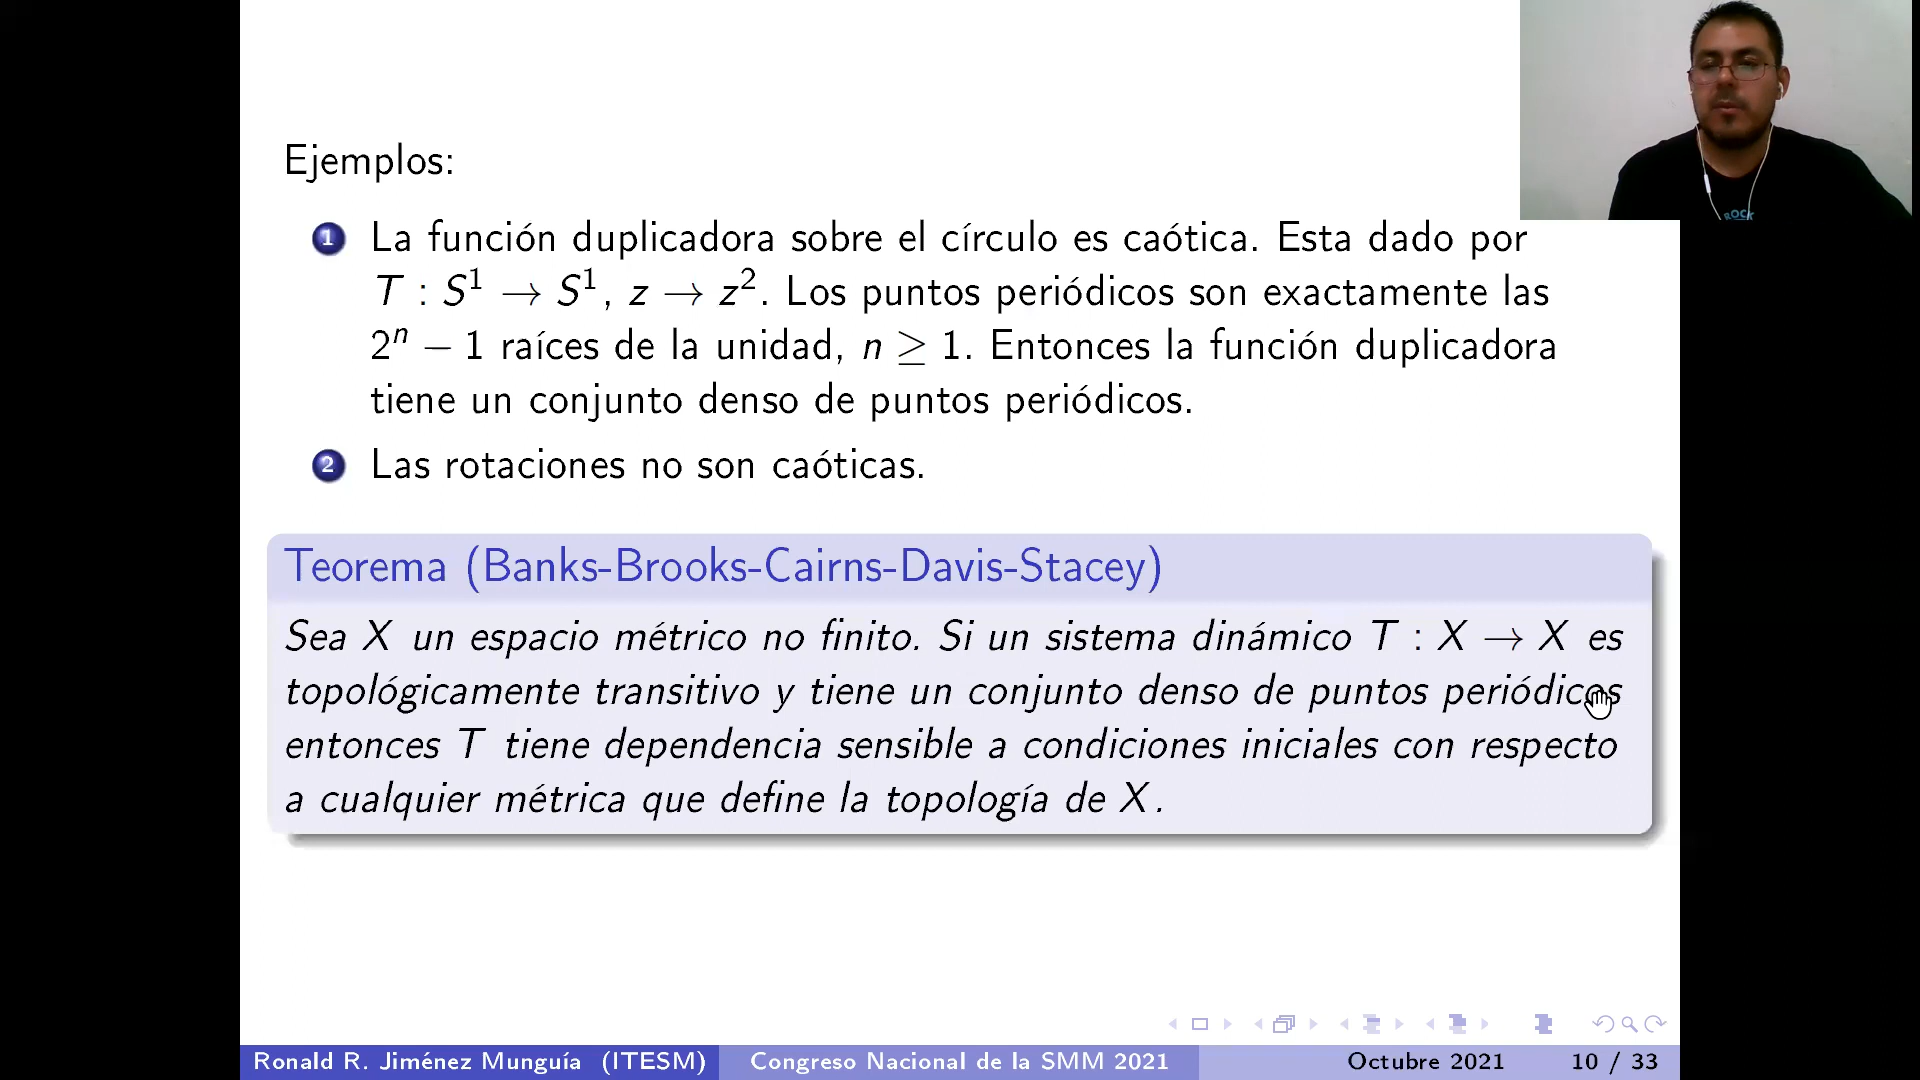 ROCK
Ejemplos:
1 La función duplicadora sobre el círculo es caótica. Esta dado por
T : S¹ → S¹, z → z². Los puntos periódicos son exactamente las
2ⁿ − 1 raíces de la unidad, n ≥ 1. Entonces la función duplicadora
tiene un conjunto denso de puntos periódicos.
2 Las rotaciones no son caóticas.
Teorema (Banks-Brooks-Cairns-Davis-Stacey)
Sea X un espacio métrico no finito. Si un sistema dinámico T : X → X es
topológicamente transitivo y tiene un conjunto denso de puntos periódicos
entonces T tiene dependencia sensible a condiciones iniciales con respecto
a cualquier métrica que define la topología de X.
Ronald R. Jiménez Munguía (ITESM) Congreso Nacional de la SMM 2021 Octubre 2021 10 / 33